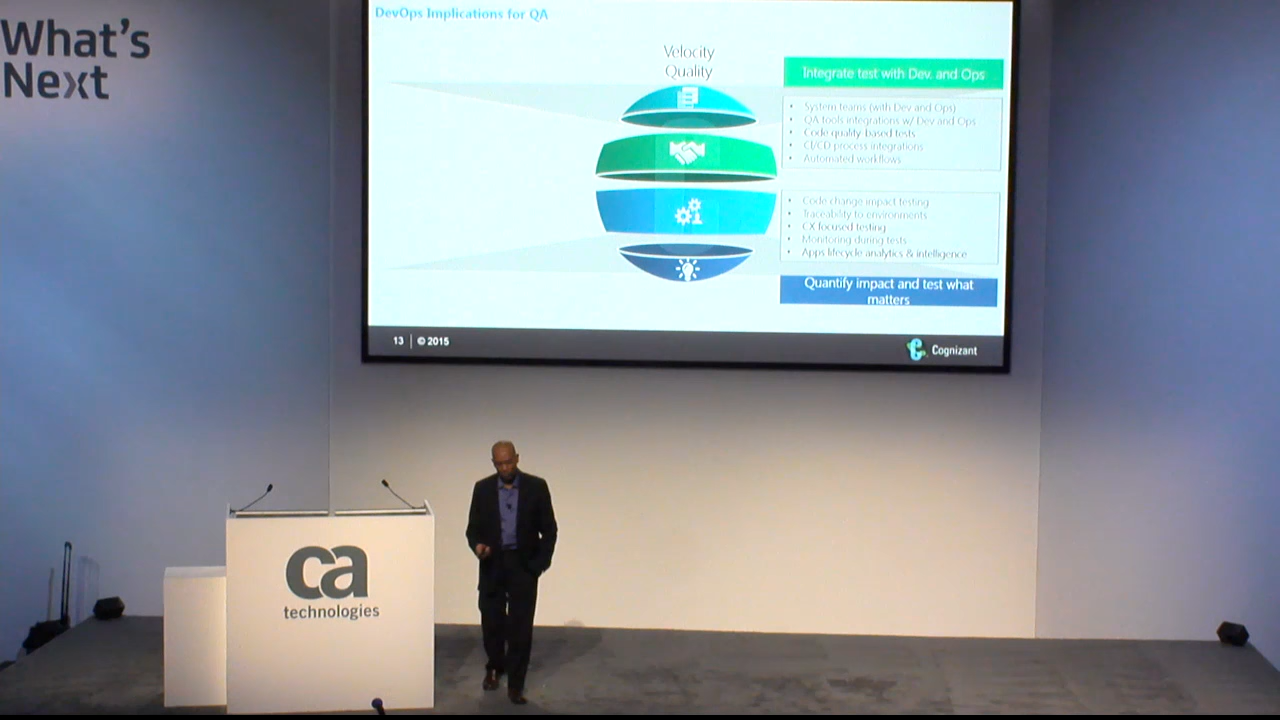 What's
Next
DevOps Implications for QA
Velocity
Quality
Integrate test with Dev. and Ops
• System teams (with Dev and Ops)
• QA tools integrations w/ Dev and Ops
• Code quality-based tests
• CI/CD process integrations
• Automated workflows
• Code change impact testing
• Traceability to environments
• CX focused testing
• Monitoring during tests
• Apps lifecycle analytics & intelligence
Quantify impact and test what
matters
13 | © 2015
Cognizant
ca
technologies